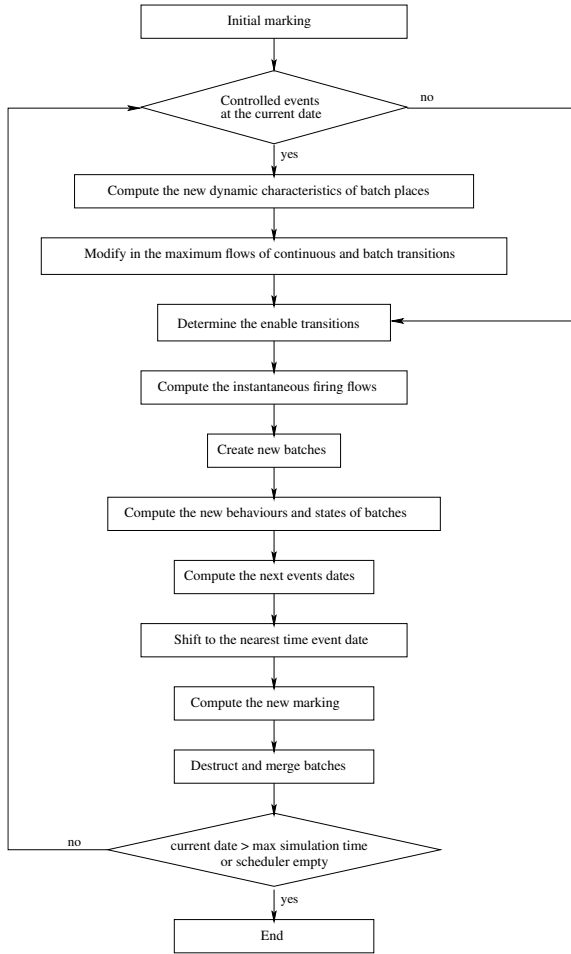 Initial marking
Controlled events
at the current date
no
yes
Compute the new dynamic characteristics of batch places
Modify in the maximum flows of continuous and batch transitions
Determine the enable transitions
Compute the instantaneous firing flows
Create new batches
Compute the new behaviours and states of batches
Compute the next events dates
Shift to the nearest time event date
Compute the new marking
Destruct and merge batches
no
current date > max simulation time
or scheduler empty
yes
End